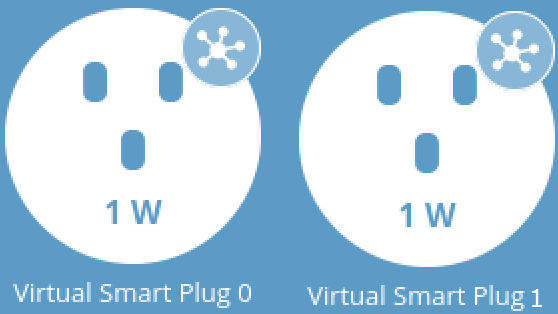 1 W
1 W
Virtual Smart Plug 0
Virtual Smart Plug 1